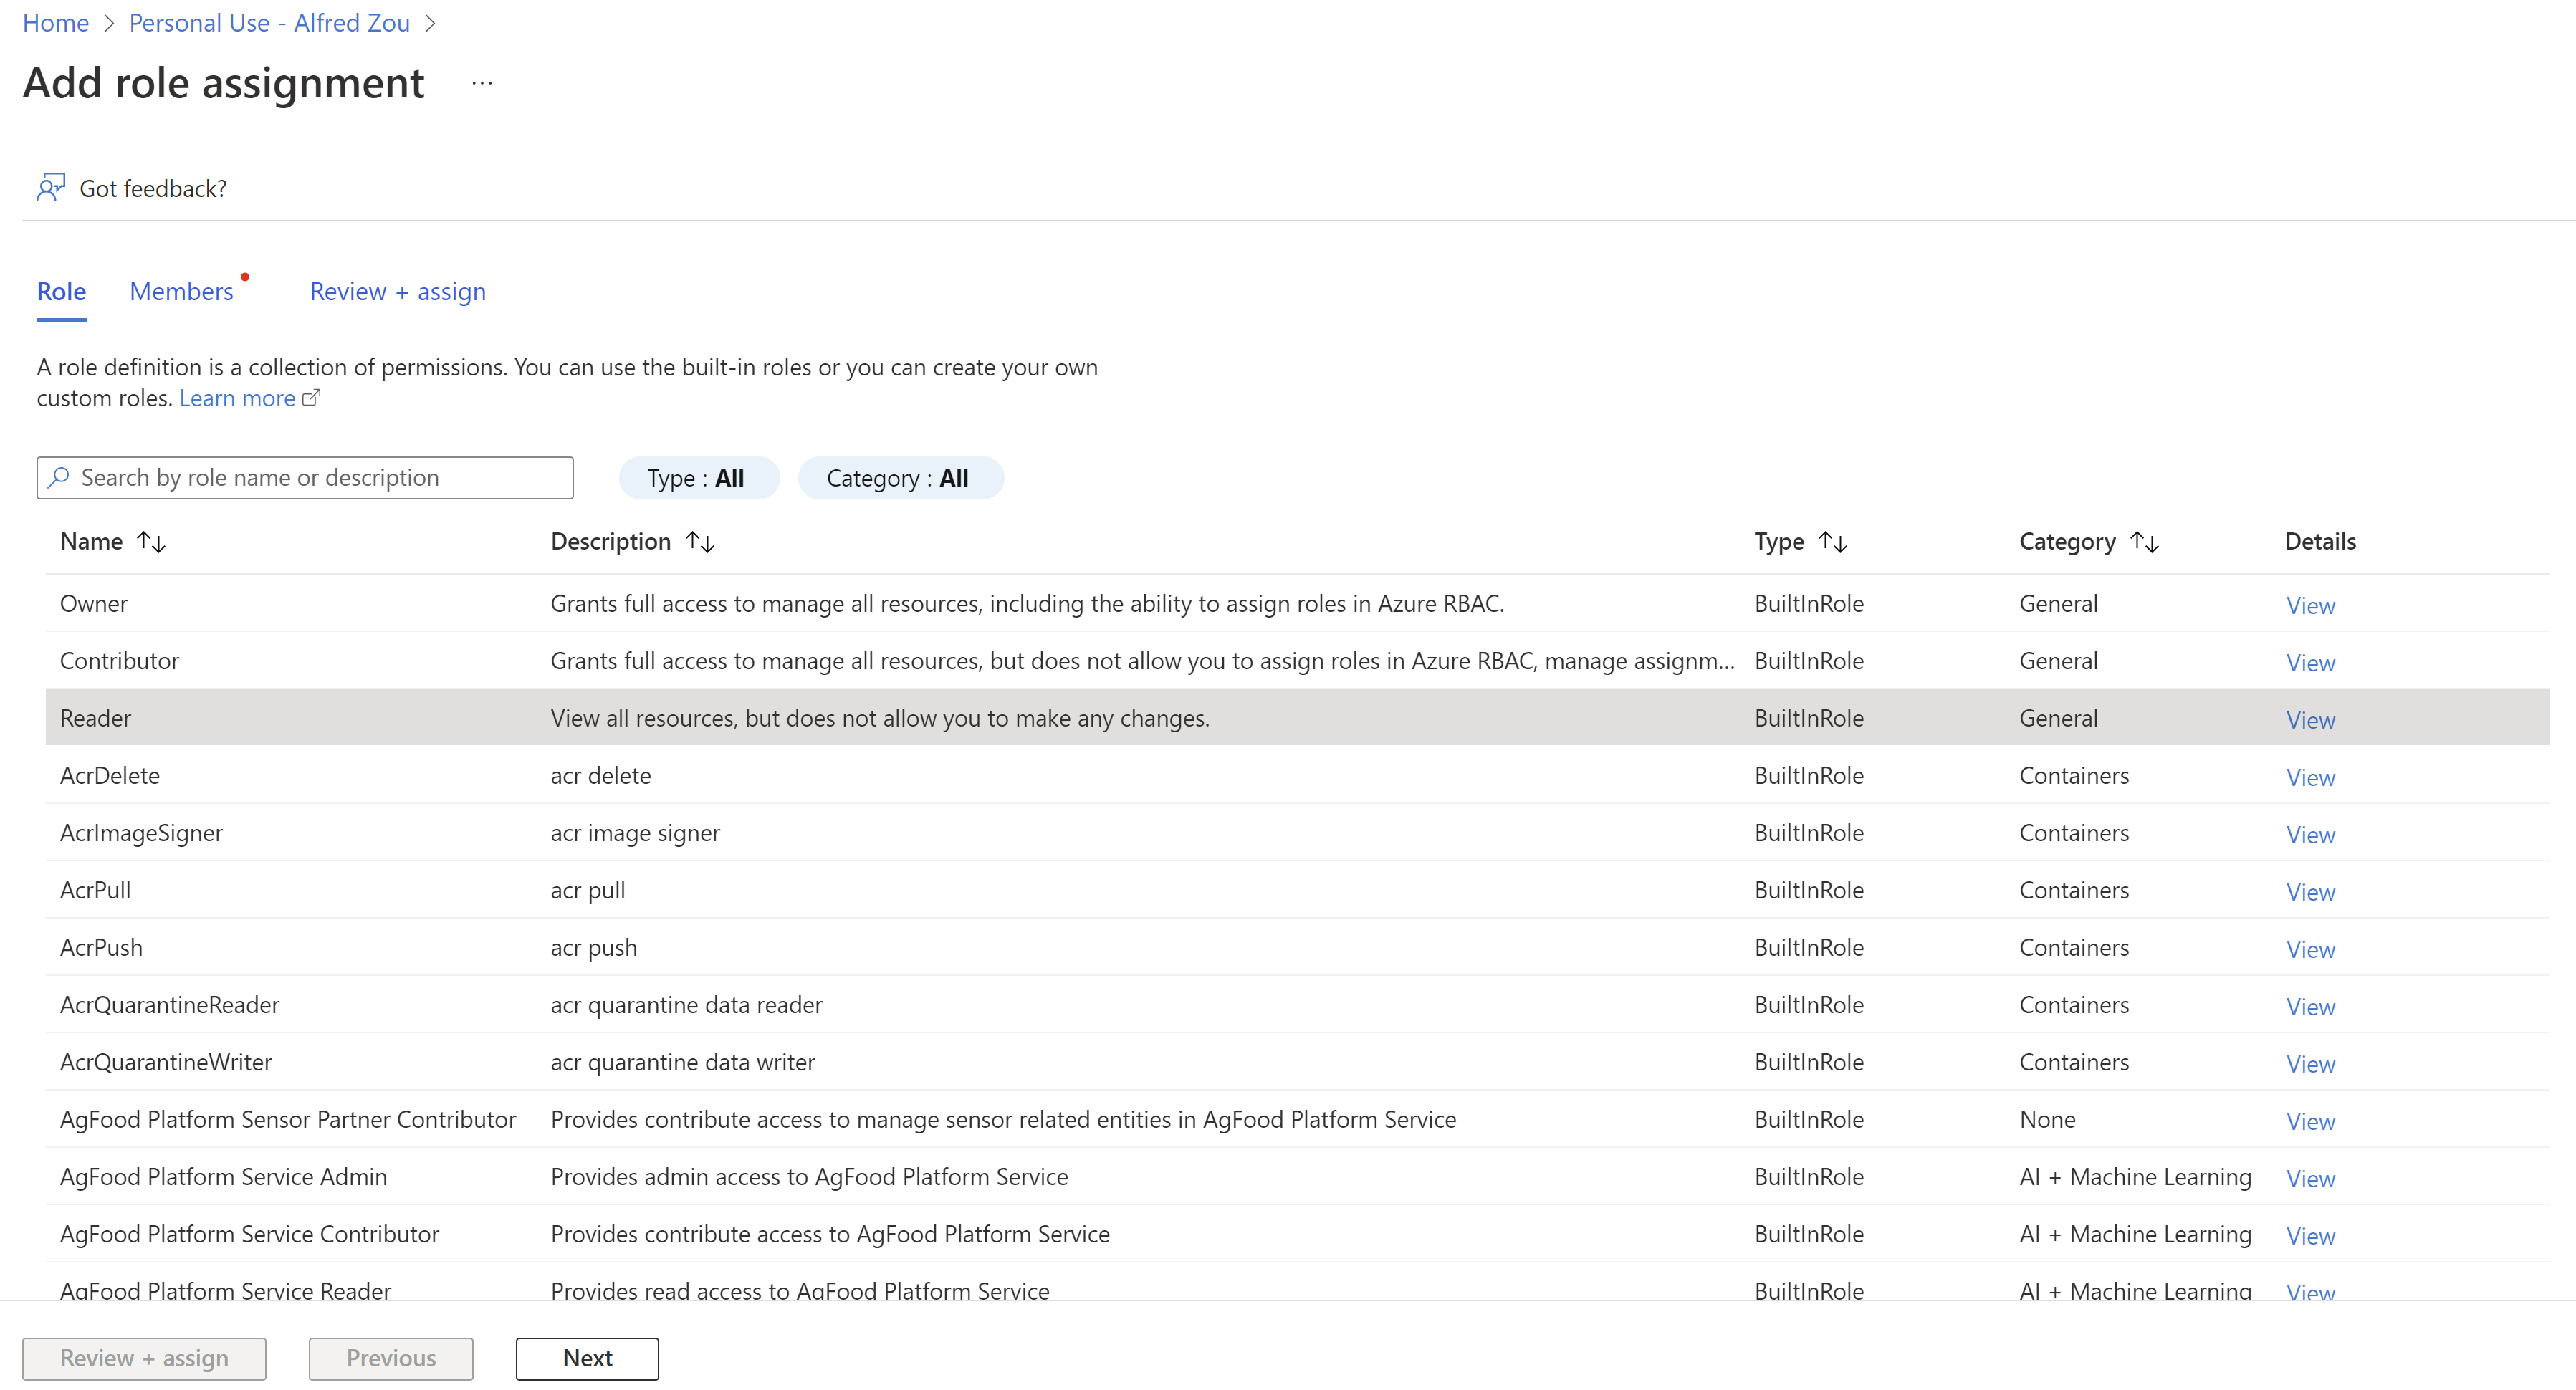 Home > Personal Use - Alfred Zou >
Add role assignment ...
Got feedback?
Role Members Review + assign
A role definition is a collection of permissions. You can use the built-in roles or you can create your own
custom roles. Learn more
Search by role name or description Type : All Category : All
Name ↑↓ Description ↑↓ Type ↑↓ Category ↑↓ Details
Owner Grants full access to manage all resources, including the ability to assign roles in Azure RBAC. BuiltInRole General View
Contributor Grants full access to manage all resources, but does not allow you to assign roles in Azure RBAC, manage assignm... BuiltInRole General View
Reader View all resources, but does not allow you to make any changes. BuiltInRole General View
AcrDelete acr delete BuiltInRole Containers View
AcrImageSigner acr image signer BuiltInRole Containers View
AcrPull acr pull BuiltInRole Containers View
AcrPush acr push BuiltInRole Containers View
AcrQuarantineReader acr quarantine data reader BuiltInRole Containers View
AcrQuarantineWriter acr quarantine data writer BuiltInRole Containers View
AgFood Platform Sensor Partner Contributor Provides contribute access to manage sensor related entities in AgFood Platform Service BuiltInRole None View
AgFood Platform Service Admin Provides admin access to AgFood Platform Service BuiltInRole AI + Machine Learning View
AgFood Platform Service Contributor Provides contribute access to AgFood Platform Service BuiltInRole AI + Machine Learning View
AgFood Platform Service Reader Provides read access to AgFood Platform Service BuiltInRole AI + Machine Learning View
Review + assign Previous Next